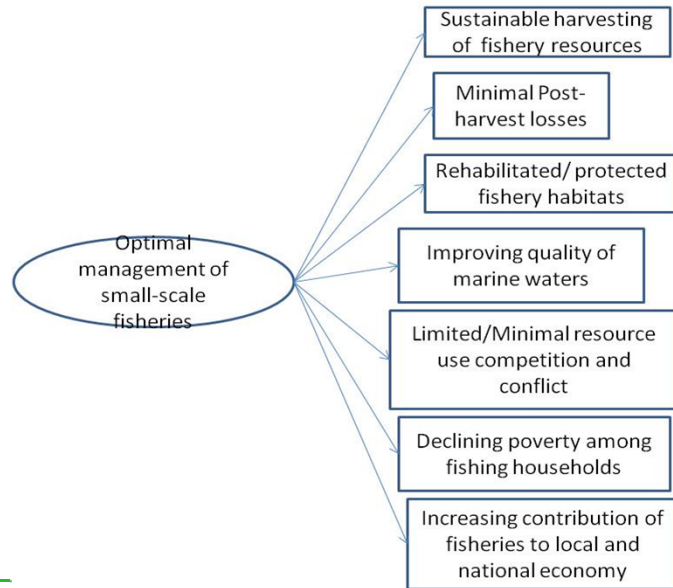 Sustainable harvesting
of fishery resources
Minimal Post-
harvest losses
Rehabilitated/ protected
fishery habitats
Optimal
management of
small-scale
fisheries
Improving quality of
marine waters
Limited/Minimal resource
use competition and
conflict
Declining poverty among
fishing households
Increasing contribution of
fisheries to local and
national economy